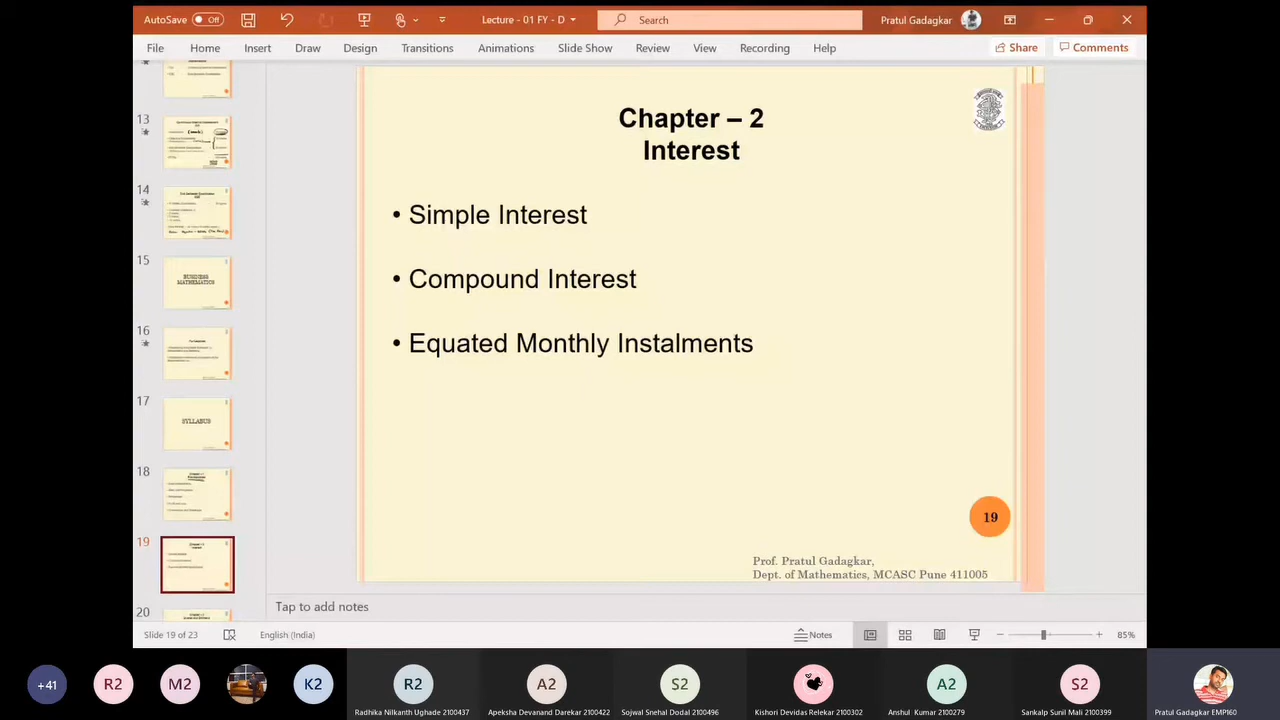 AutoSave Off Lecture - 01 FY - D Search Pratul Gadagkar
File Home Insert Draw Design Transitions Animations Slide Show Review View Recording Help Share Comments
Chapter – 2
Interest
• Simple Interest
• Compound Interest
• Equated Monthly Instalments
19
Prof. Pratul Gadagkar,
Dept. of Mathematics, MCASC Pune 411005
13
14
15
BUSINESS
MATHEMATICS
16
17
SYLLABUS
18
19
20
Tap to add notes
Slide 19 of 23 English (India) Notes 85%
+41 R2 M2 K2 R2 A2 S2 A2 S2
Radhika Nilkanth Ughade 2100437
Apeksha Devanand Darekar 2100422
Sojwal Snehal Dodal 2100496
Kishori Devidas Relekar 2100302
Anshul Kumar 2100279
Sankalp Sunil Mali 2100399
Pratul Gadagkar EMP160